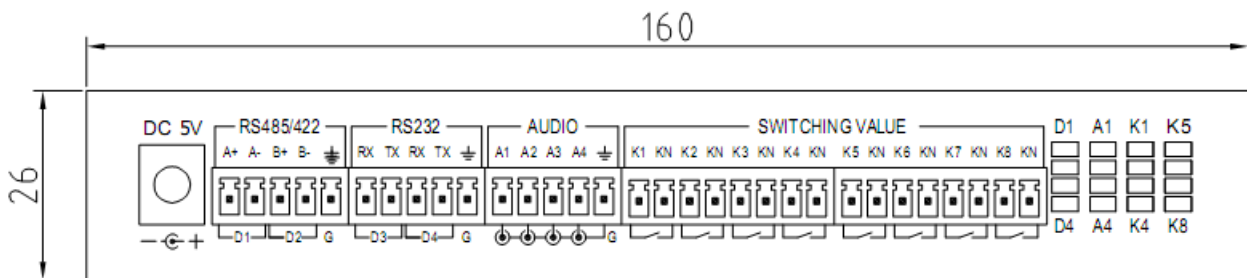 160
26
DC 5V RS485/422 RS232 AUDIO SWITCHING VALUE D1 A1 K1 K5
A+ A- B+ B- RX TX RX TX A1 A2 A3 A4 K1 KN K2 KN K3 KN K4 KN K5 KN K6 KN K7 KN K8 KN
- + D1 D2 G D3 D4 G G D4 A4 K4 K8